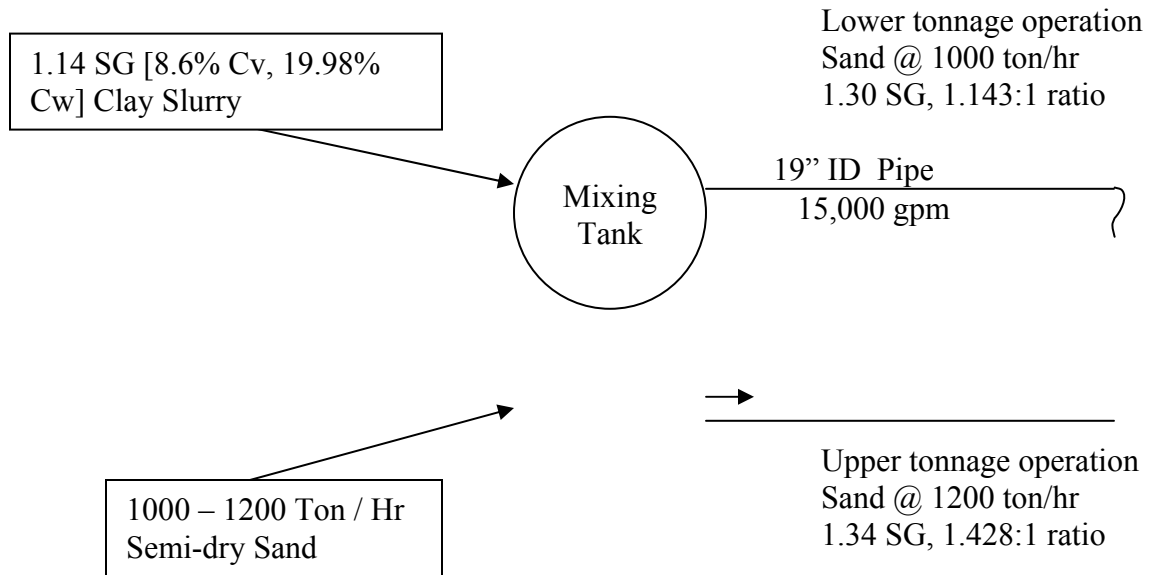 1.14 SG [8.6% Cv, 19.98%
Cw] Clay Slurry
Lower tonnage operation
Sand @ 1000 ton/hr
1.30 SG, 1.143:1 ratio
Mixing
Tank
19” ID  Pipe
15,000 gpm
1000 – 1200 Ton / Hr
Semi-dry Sand
Upper tonnage operation
Sand @ 1200 ton/hr
1.34 SG, 1.428:1 ratio